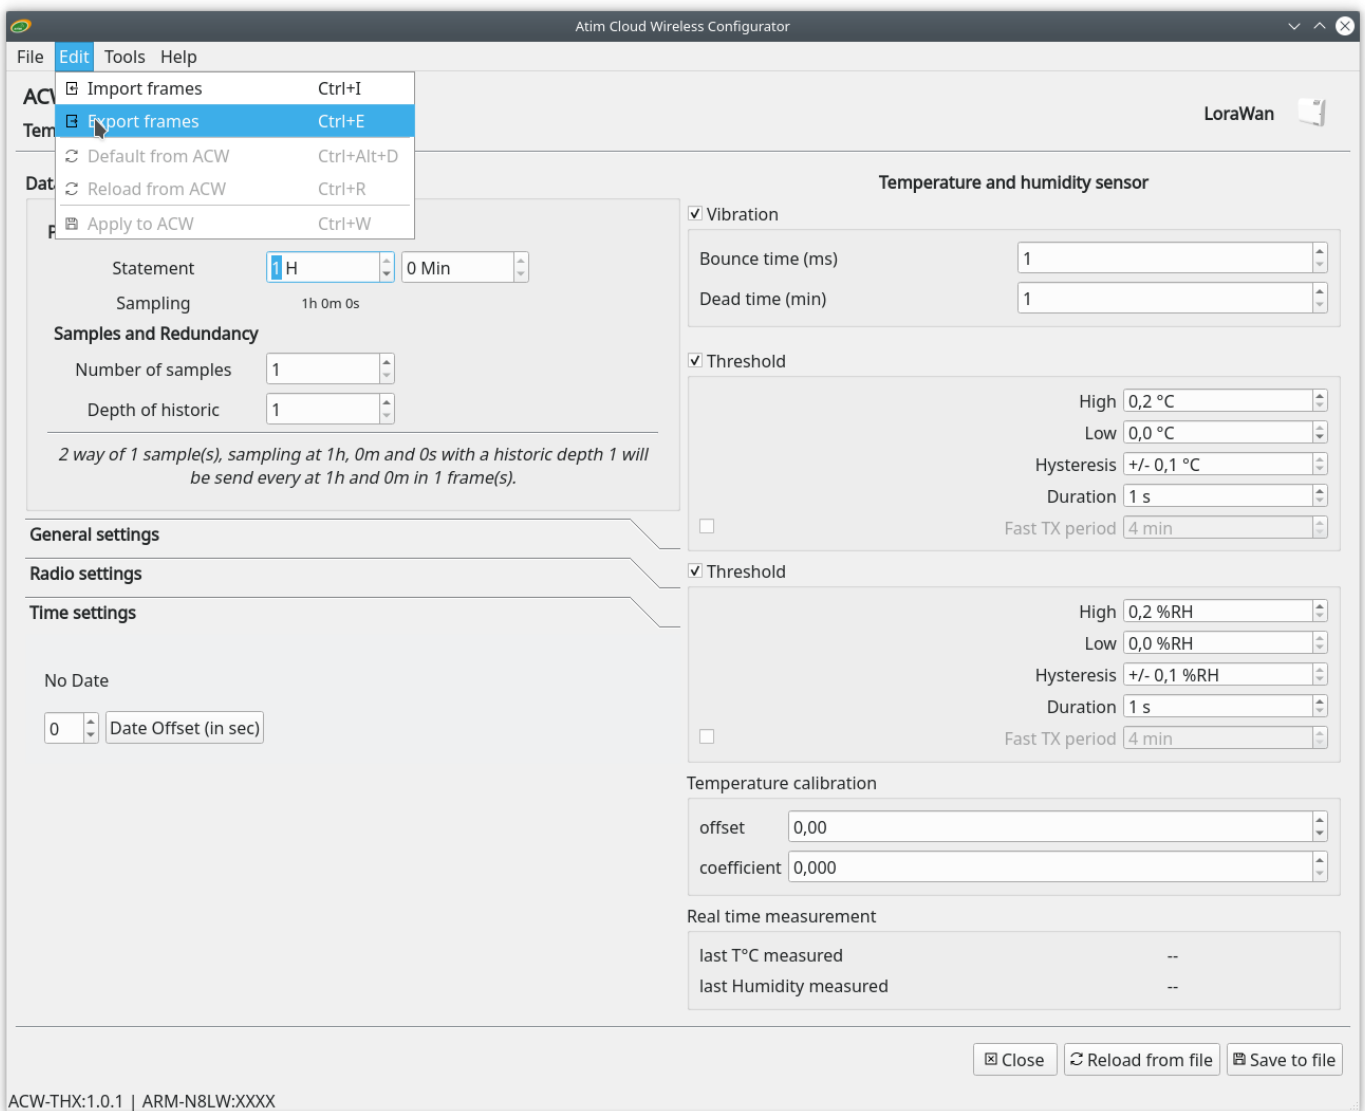 Atim Cloud Wireless Configurator
File Edit Tools Help
Import frames Ctrl+I
Export frames Ctrl+E
Default from ACW Ctrl+Alt+D
Reload from ACW Ctrl+R
Apply to ACW Ctrl+W
LoraWan
Statement 1 H 0 Min
Sampling 1h 0m 0s
Samples and Redundancy
Number of samples 1
Depth of historic 1
2 way of 1 sample(s), sampling at 1h, 0m and 0s with a historic depth 1 will
be send every at 1h and 0m in 1 frame(s).
General settings
Radio settings
Time settings
No Date
0 Date Offset (in sec)
Temperature and humidity sensor
Vibration
Bounce time (ms) 1
Dead time (min) 1
Threshold
High 0,2 °C
Low 0,0 °C
Hysteresis +/- 0,1 °C
Duration 1 s
Fast TX period 4 min
Threshold
High 0,2 %RH
Low 0,0 %RH
Hysteresis +/- 0,1 %RH
Duration 1 s
Fast TX period 4 min
Temperature calibration
offset 0,00
coefficient 0,000
Real time measurement
last T°C measured --
last Humidity measured --
Close Reload from file Save to file
ACW-THX:1.0.1 | ARM-N8LW:XXXX